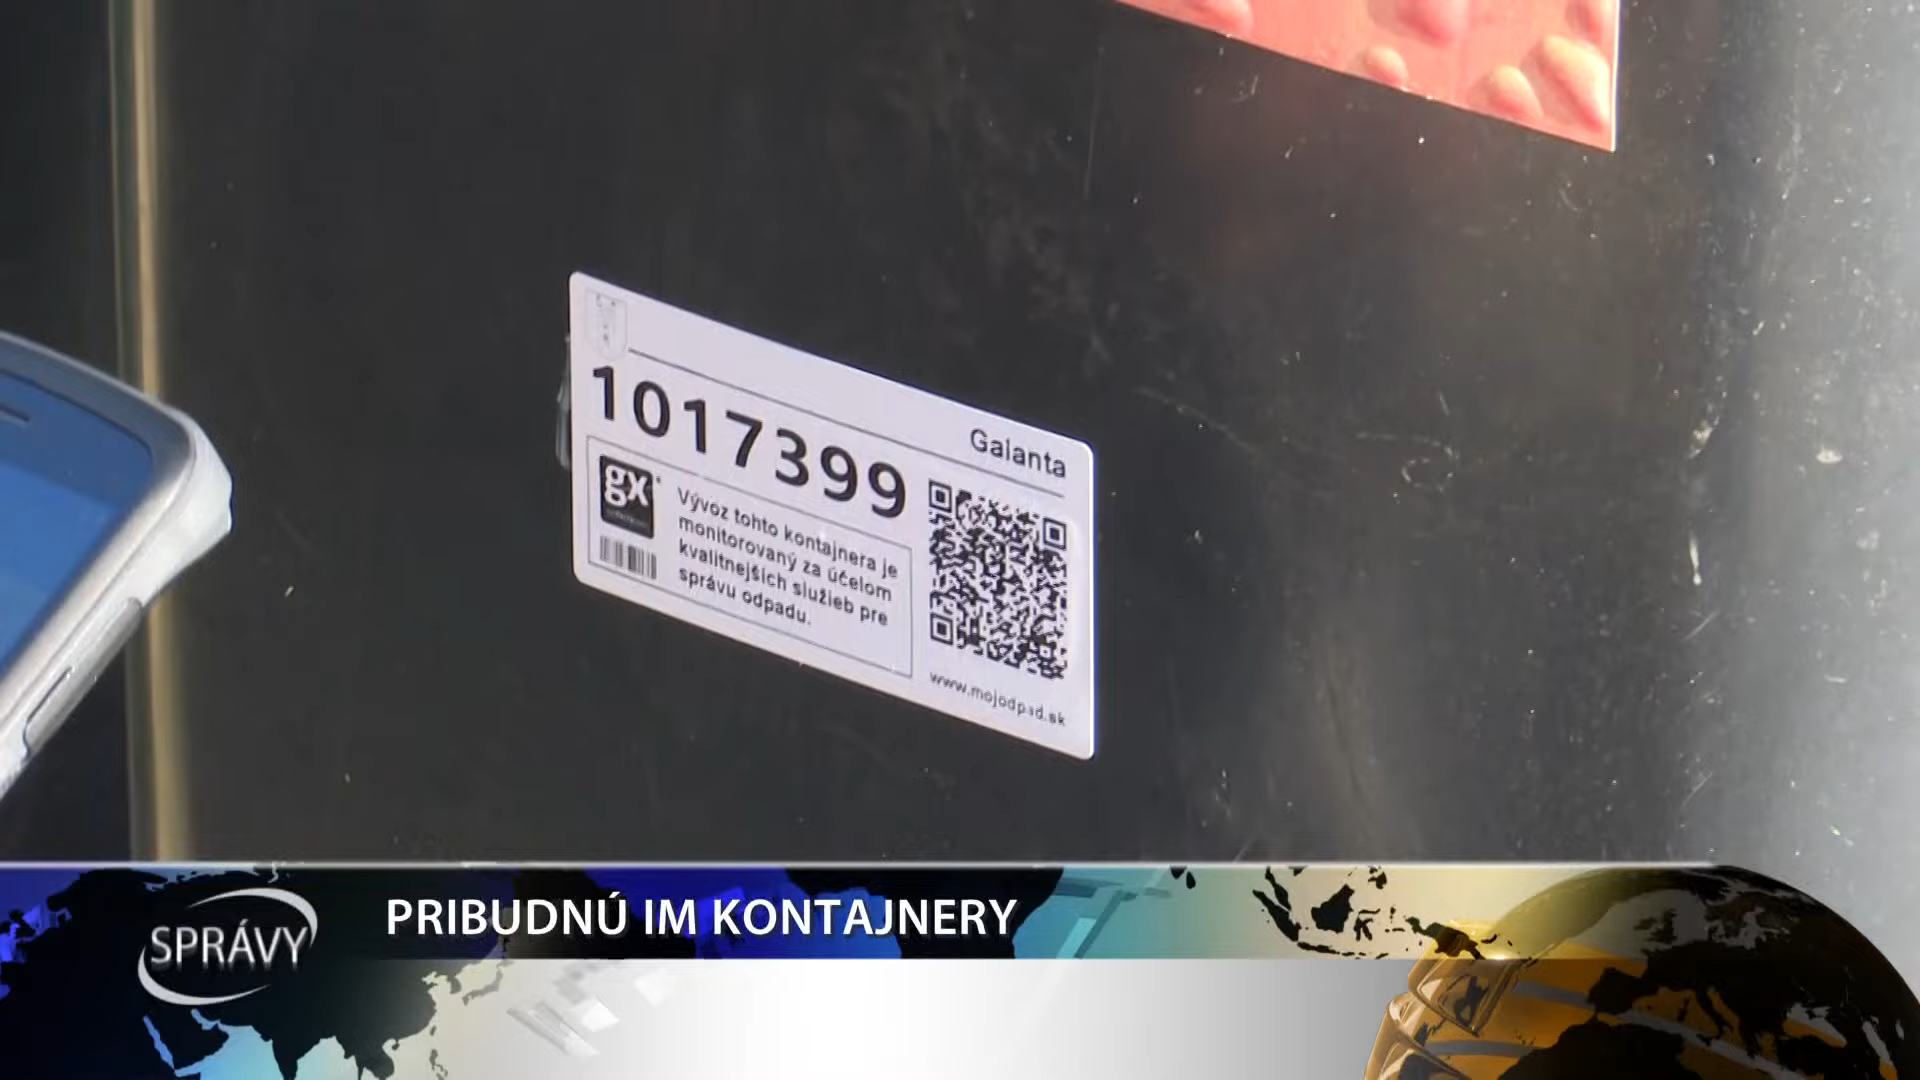 Galanta
1017399
gx
Vývoz tohto kontajnera je
monitorovaný za účelom
kvalitnejších služieb pre
správu odpadu.
www.mojodpad.sk
SPRÁVY
PRIBUDNÚ IM KONTAJNERY